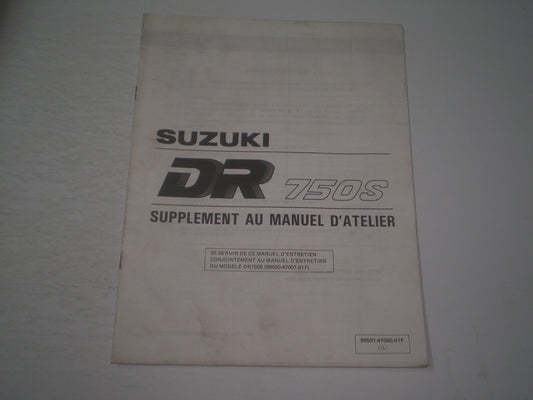 SUZUKI
DR 750S
SUPPLEMENT AU MANUEL D'ATELIER
SE SERVIR DE CE MANUEL D'ENTRETIEN
CONJOINTEMENT AU MANUEL D'ENTRETIEN
DU MODELE DR750S (99500-47001-01F)
99501-47000-01F